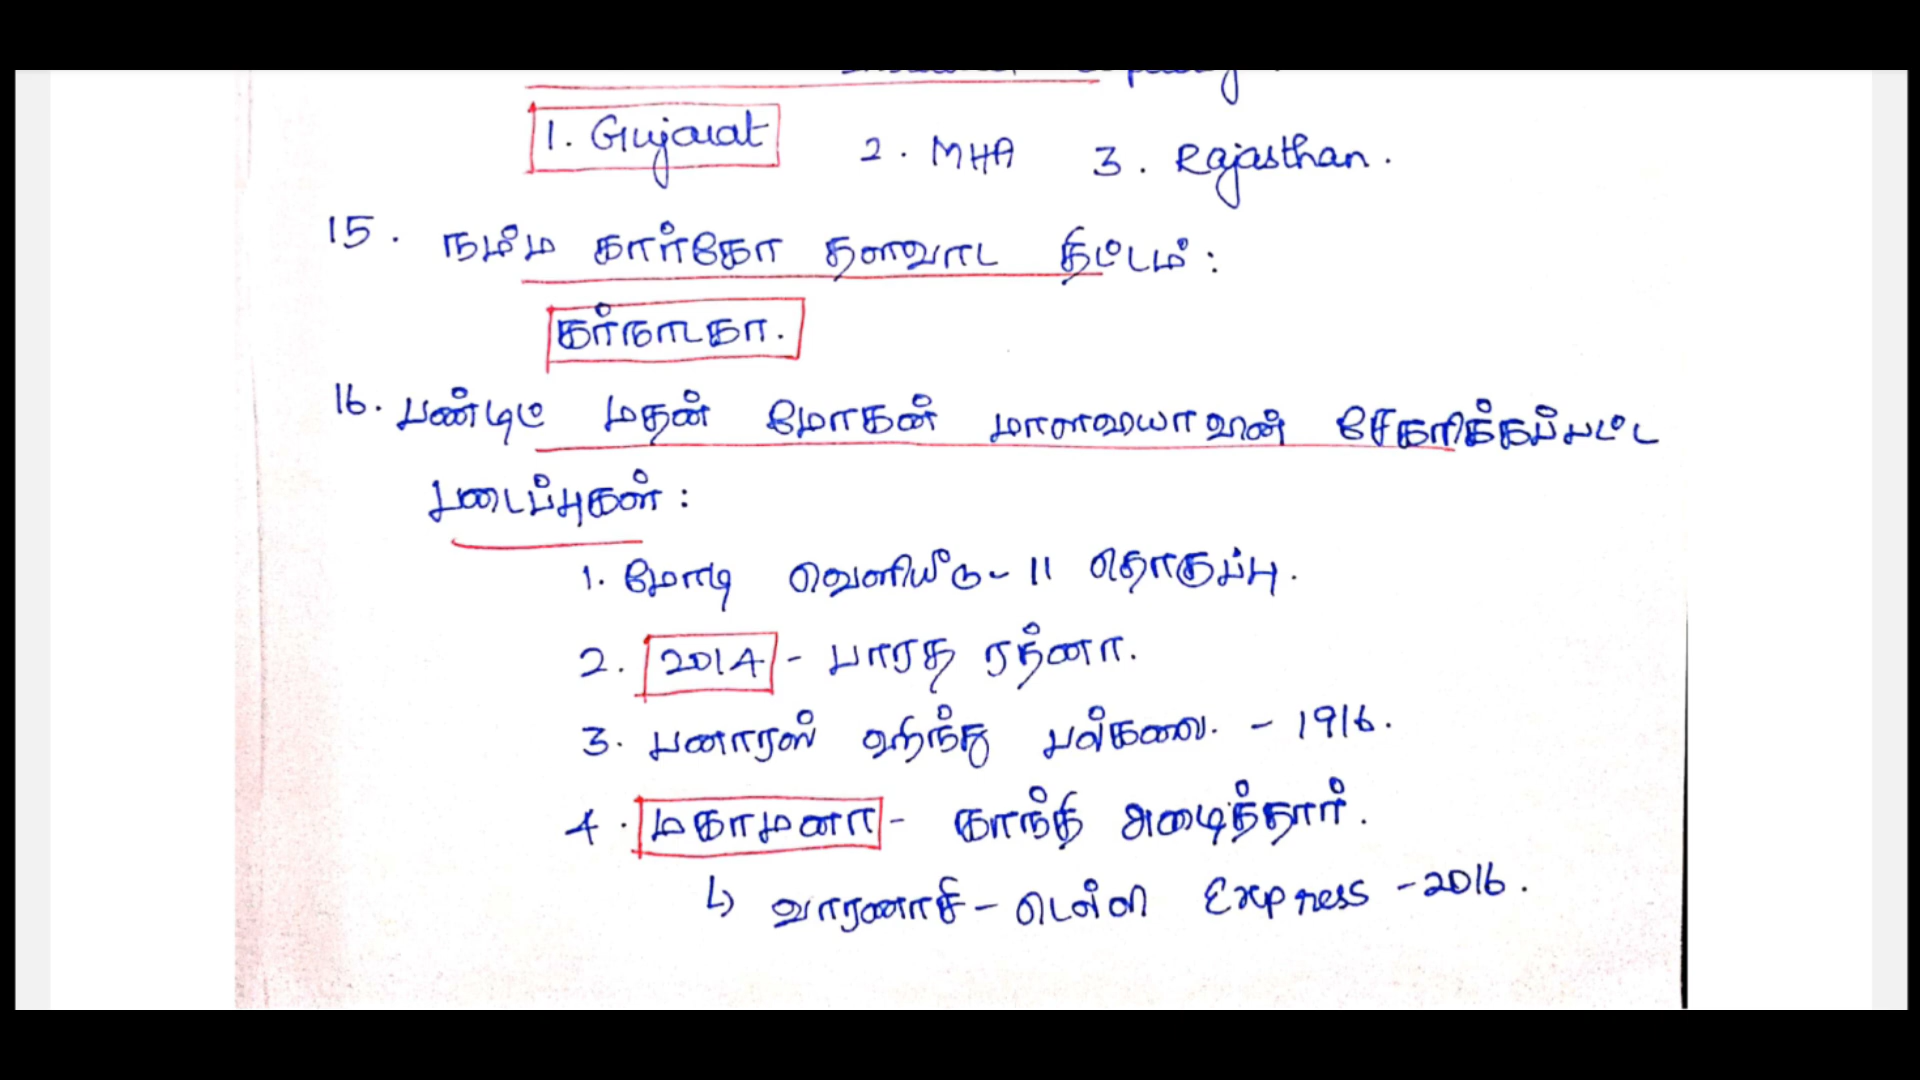 1. Gujarat 2. MHA 3. Rajasthan.
15. நம்ம கார்கோ தளவாட திட்டம்:
கர்நாடகா.
16. பண்டிட் மதன் மோகன் மாளவியாவின் சேகரிக்கப்பட்ட
படைப்புகள்:
1. மோடி வெளியீடு - 11 தொகுப்பு.
2. 2014 - பாரத ரத்னா.
3. பனாரஸ் ஹிந்து பல்கலை. - 1916.
4. மகாமனா - காந்தி அழைத்தார்.
↳ வாரணாசி - டெல்லி Express - 2016.